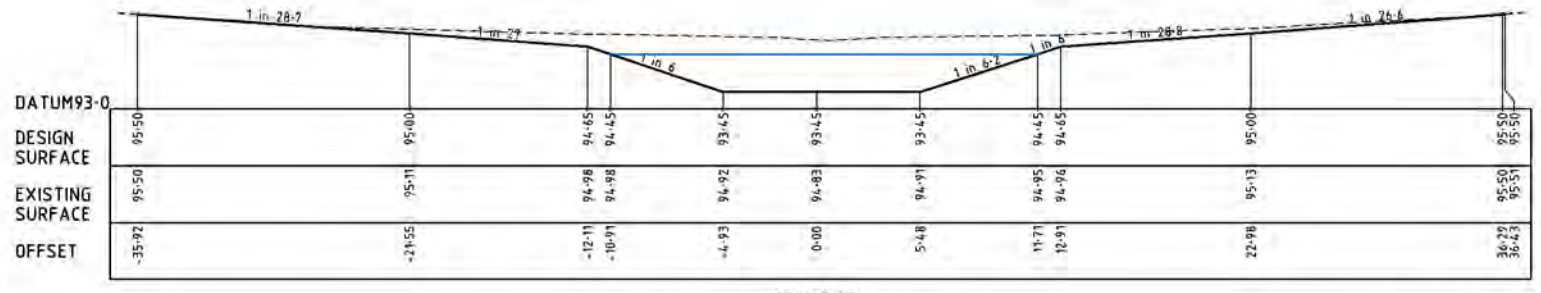 1 in 28·7
1 in 29
1 in 6
1 in 6·2
1 in 6
1 in 28·8
1 in 26·6
DATUM93·0
DESIGN SURFACE
95·50 95·00 94·65 94·45 93·45 93·45 93·45 94·45 94·65 95·00 95·50 95·50
EXISTING SURFACE
95·50 95·11 94·98 94·98 94·92 94·83 94·91 94·95 94·96 95·13 95·50 95·51
OFFSET
-35·92 -21·55 -12·11 -10·91 -4·93 0·00 5·48 11·71 12·91 22·98 36·29 36·43